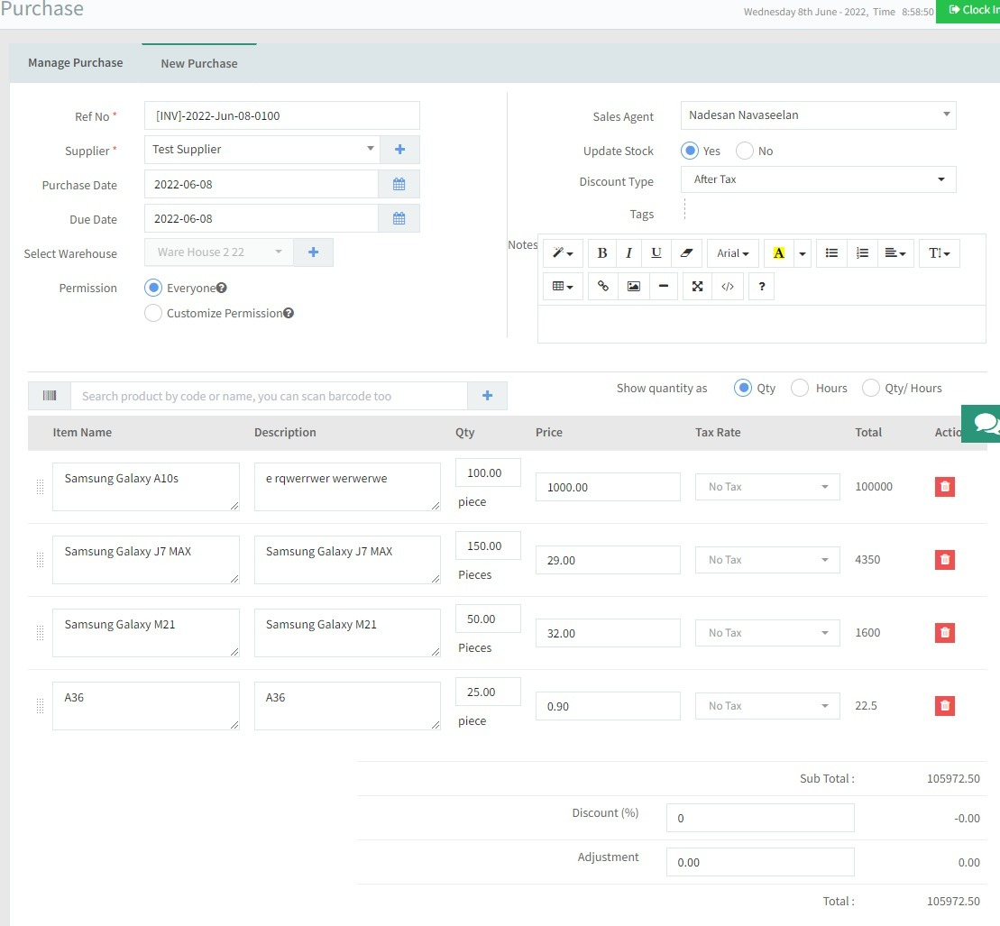 Purchase
Wednesday 8th June - 2022, Time 8:58:50
Clock In
Manage Purchase
New Purchase
Ref No *
[INV]-2022-Jun-08-0100
Supplier *
Test Supplier
Purchase Date
2022-06-08
Due Date
2022-06-08
Select Warehouse
Ware House 2 22
Permission
Everyone
Customize Permission
Sales Agent
Nadesan Navaseelan
Update Stock
Yes
No
Discount Type
After Tax
Tags
Notes
B I U Arial A T!
</> ?
Search product by code or name, you can scan barcode too
Show quantity as
Qty
Hours
Qty/ Hours
Item Name Description Qty Price Tax Rate Total Actio
Samsung Galaxy A10s e rqwerrwer werwerwe 100.00 1000.00 No Tax 100000
piece
Samsung Galaxy J7 MAX Samsung Galaxy J7 MAX 150.00 29.00 No Tax 4350
Pieces
Samsung Galaxy M21 Samsung Galaxy M21 50.00 32.00 No Tax 1600
Pieces
A36 A36 25.00 0.90 No Tax 22.5
piece
Sub Total : 105972.50
Discount (%) 0 -0.00
Adjustment 0.00 0.00
Total : 105972.50